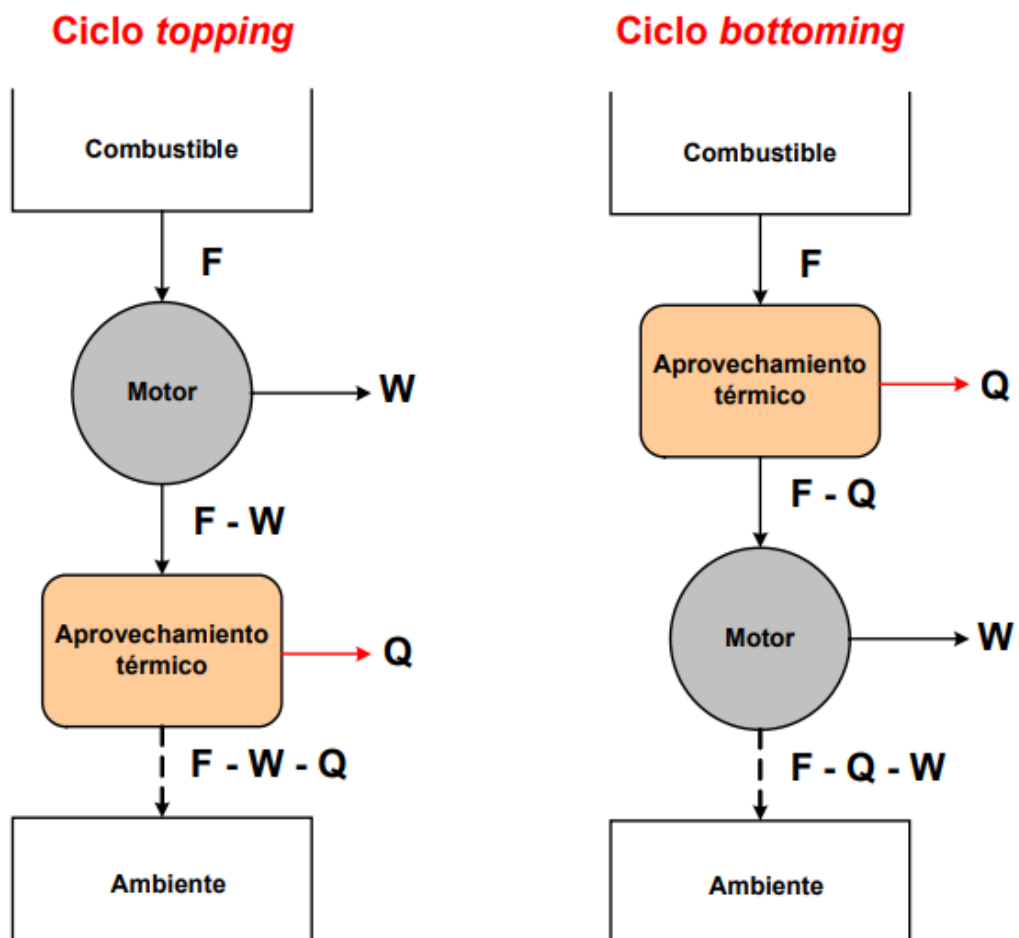 Ciclo topping
Combustible
F
Motor
W
F - W
Aprovechamiento
térmico
Q
F - W - Q
Ambiente
Ciclo bottoming
Combustible
F
Aprovechamiento
térmico
Q
F - Q
Motor
W
F - Q - W
Ambiente